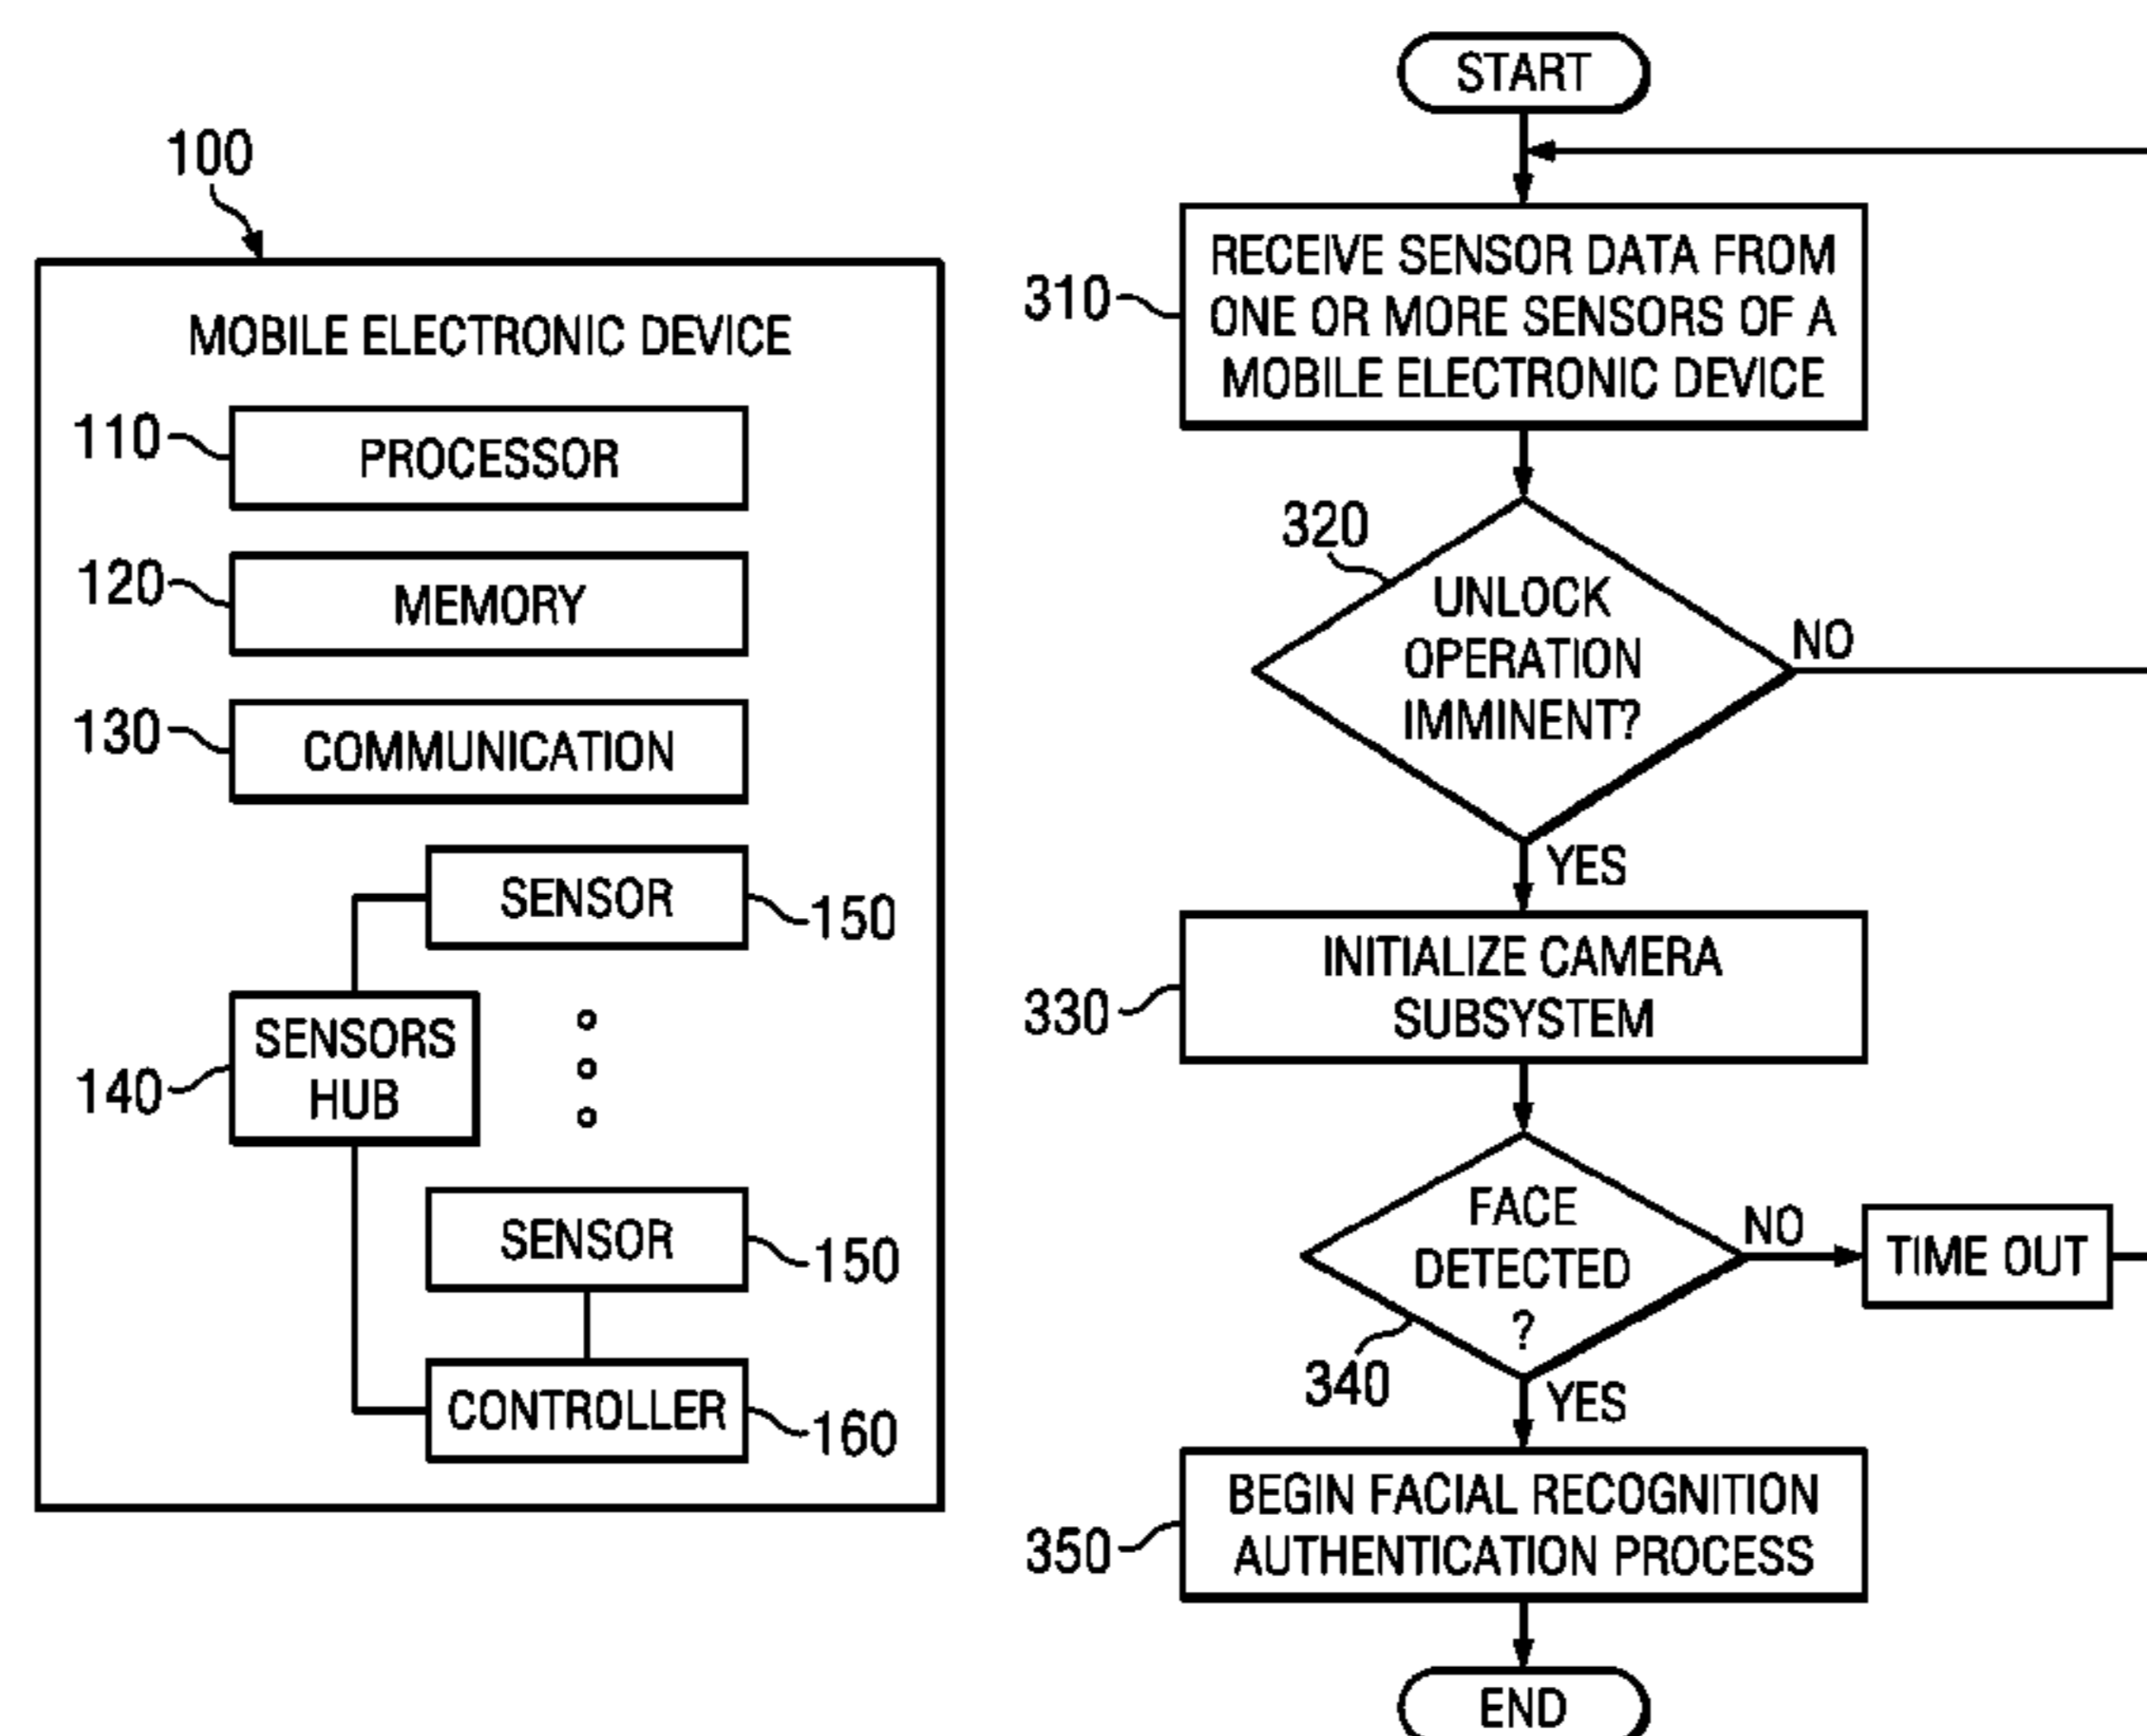 100
MOBILE ELECTRONIC DEVICE
110
PROCESSOR
120
MEMORY
130
COMMUNICATION
SENSOR
150
SENSORS
HUB
140
SENSOR
150
CONTROLLER
160
START
310
RECEIVE SENSOR DATA FROM
ONE OR MORE SENSORS OF A
MOBILE ELECTRONIC DEVICE
320
UNLOCK
OPERATION
IMMINENT?
NO
YES
330
INITIALIZE CAMERA
SUBSYSTEM
FACE
DETECTED
?
NO
TIME OUT
340
YES
350
BEGIN FACIAL RECOGNITION
AUTHENTICATION PROCESS
END